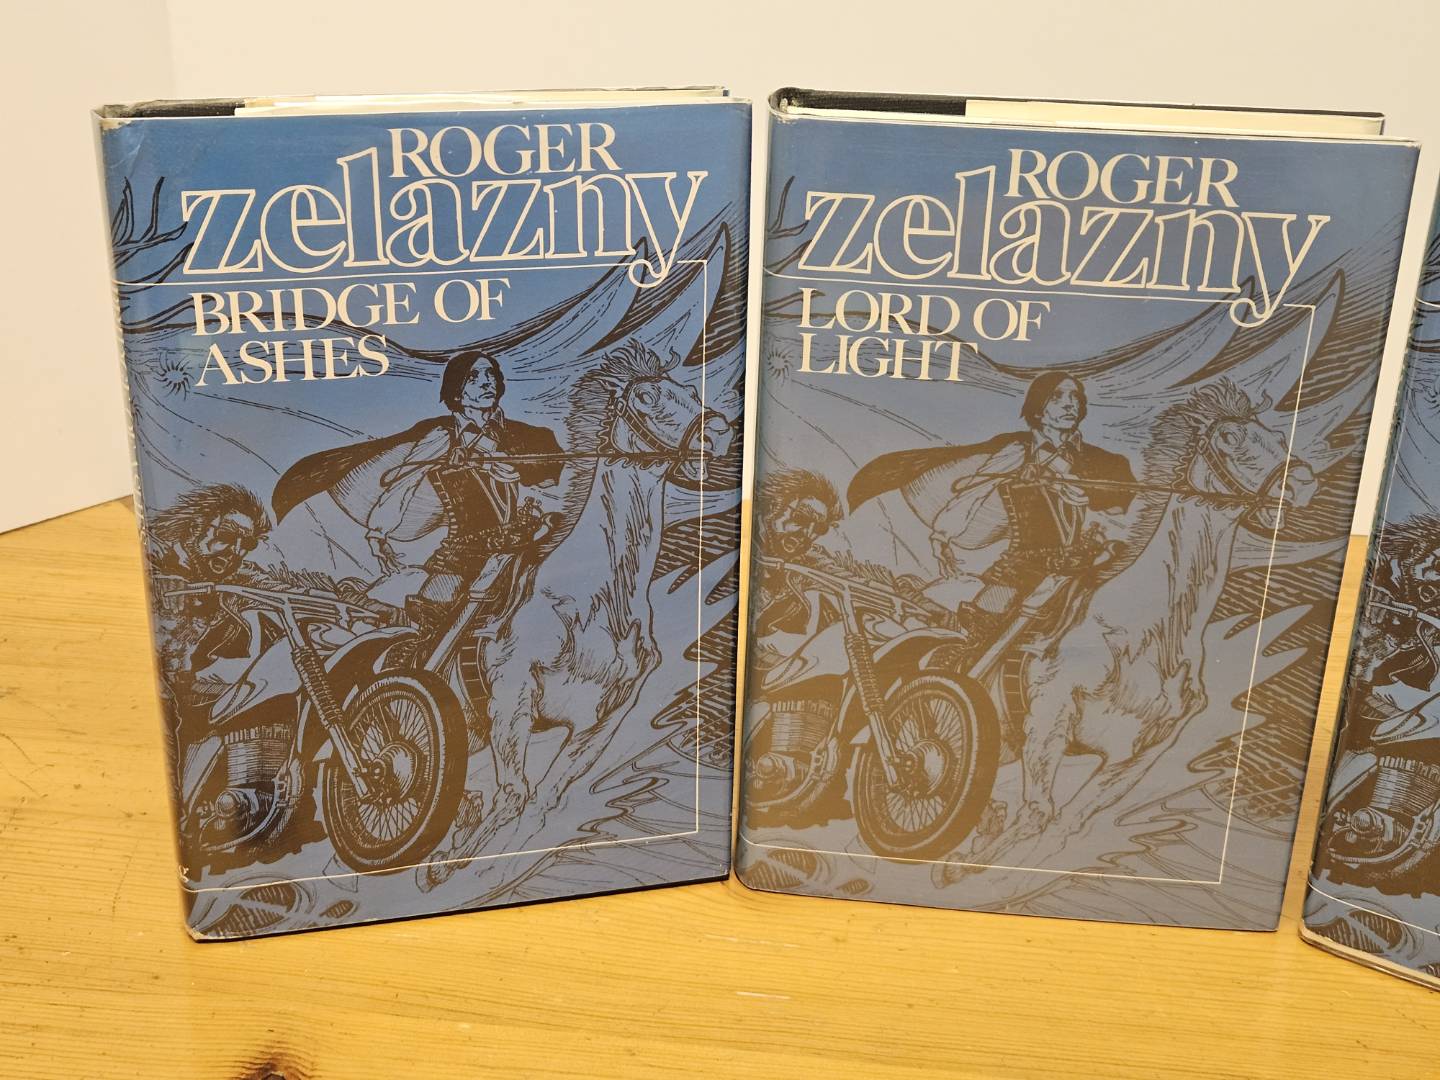 ROGER
zelazny
BRIDGE OF
ASHES
ROGER
zelazny
LORD OF
LIGHT